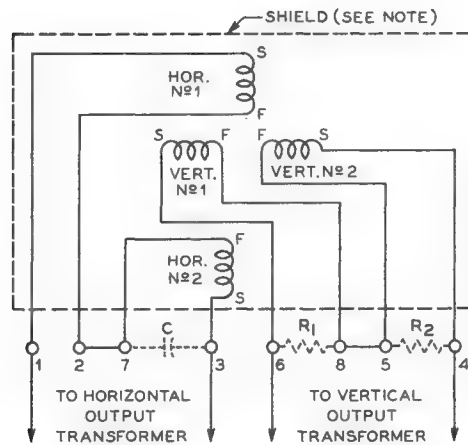 SHIELD (SEE NOTE)
S
HOR.
Nº1
F
S F F S
VERT.
Nº1
VERT.
Nº2
F
HOR.
Nº2
S
C R1 R2
1 2 7 3 6 8 5 4
TO HORIZONTAL
OUTPUT
TRANSFORMER
TO VERTICAL
OUTPUT
TRANSFORMER